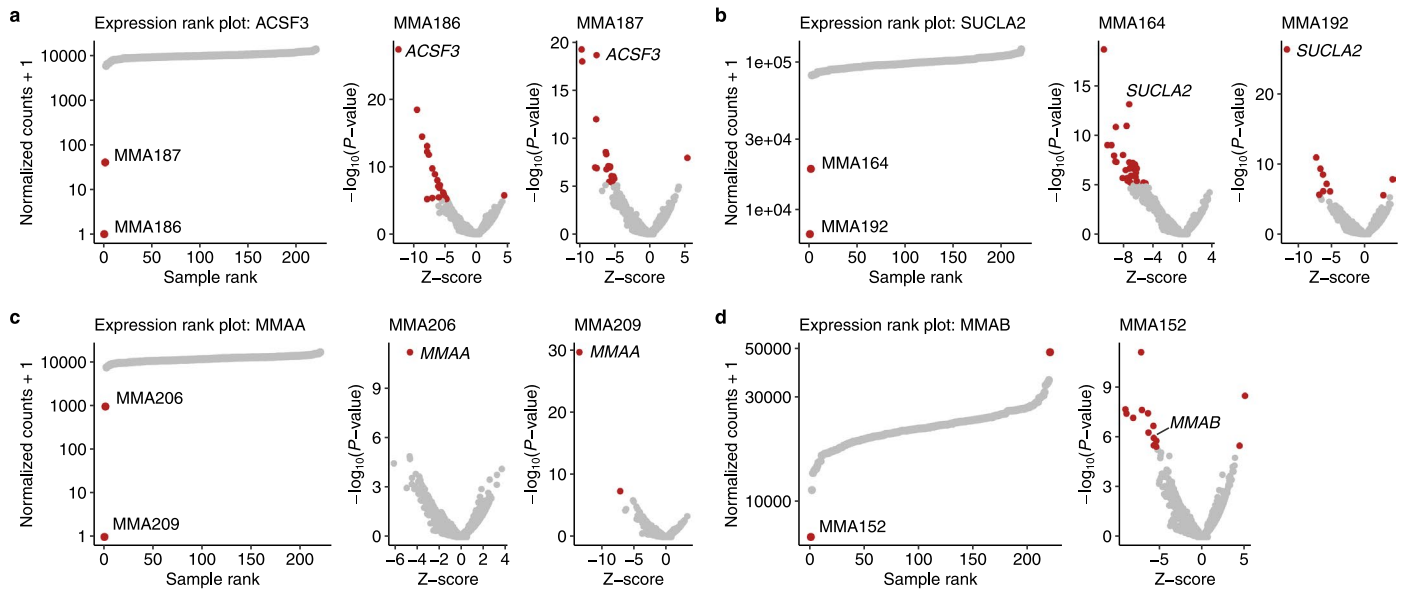 a
Expression rank plot: ACSF3
Normalized counts + 1
10000
1000
100
10
1
MMA187
MMA186
0
50
100
150
200
Sample rank
MMA186
−log10(P−value)
20
10
0
ACSF3
−10
−5
0
5
Z−score
MMA187
−log10(P−value)
20
15
10
5
0
ACSF3
−10
−5
0
5
Z−score
b
Expression rank plot: SUCLA2
Normalized counts + 1
1e+05
3e+04
1e+04
MMA164
MMA192
0
50
100
150
200
Sample rank
MMA164
−log10(P−value)
15
10
5
0
SUCLA2
−8
−4
0
4
Z−score
MMA192
−log10(P−value)
20
10
0
SUCLA2
−10
−5
0
Z−score
c
Expression rank plot: MMAA
Normalized counts + 1
10000
1000
100
10
1
MMA206
MMA209
0
50
100
150
200
Sample rank
MMA206
−log10(P−value)
9
6
3
0
MMAA
−6
−4
−2
0
2
4
Z−score
MMA209
−log10(P−value)
30
20
10
0
MMAA
−10
−5
0
Z−score
d
Expression rank plot: MMAB
Normalized counts + 1
50000
30000
10000
MMA152
0
50
100
150
200
Sample rank
MMA152
−log10(P−value)
9
6
3
0
MMAB
−5
0
5
Z−score